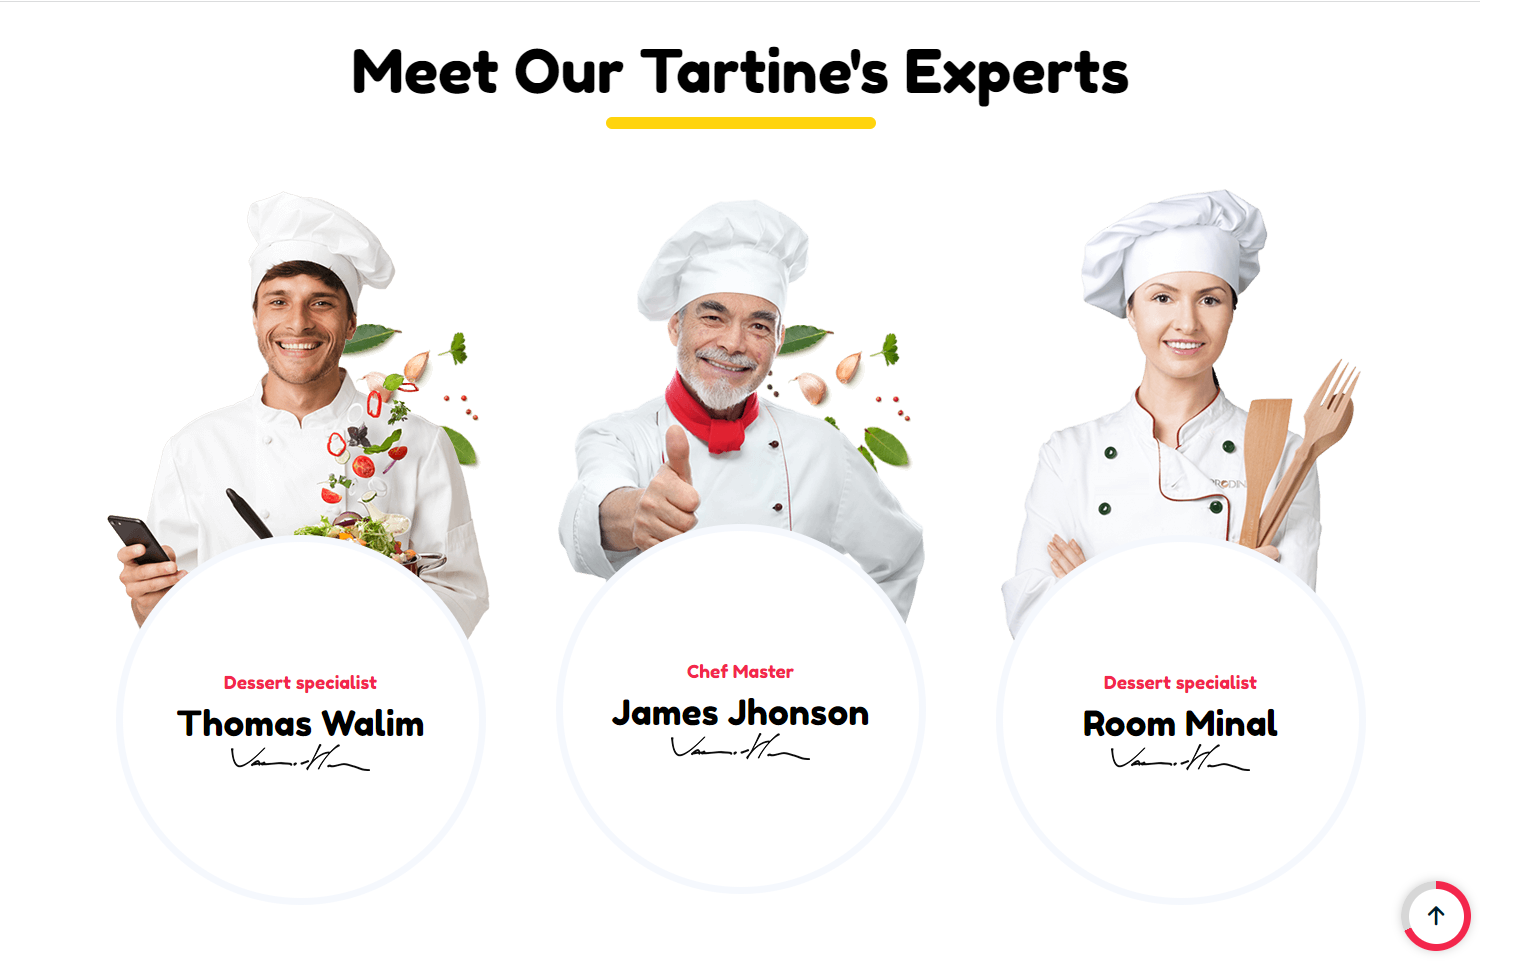 Meet Our Tartine's Experts
Dessert specialist
Thomas Walim
Chef Master
James Jhonson
Dessert specialist
Room Minal